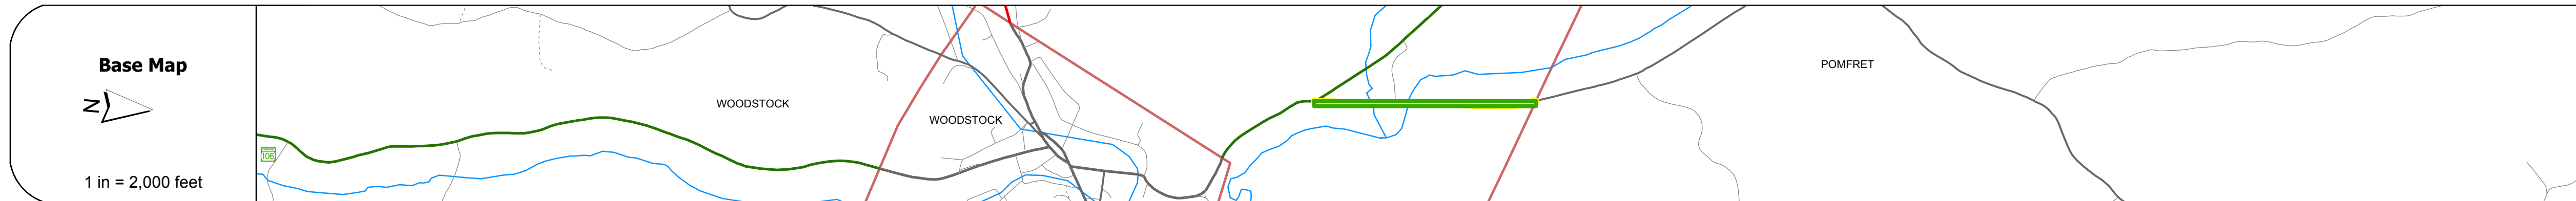 Base Map
N
1 in = 2,000 feet
106
WOODSTOCK
WOODSTOCK
POMFRET